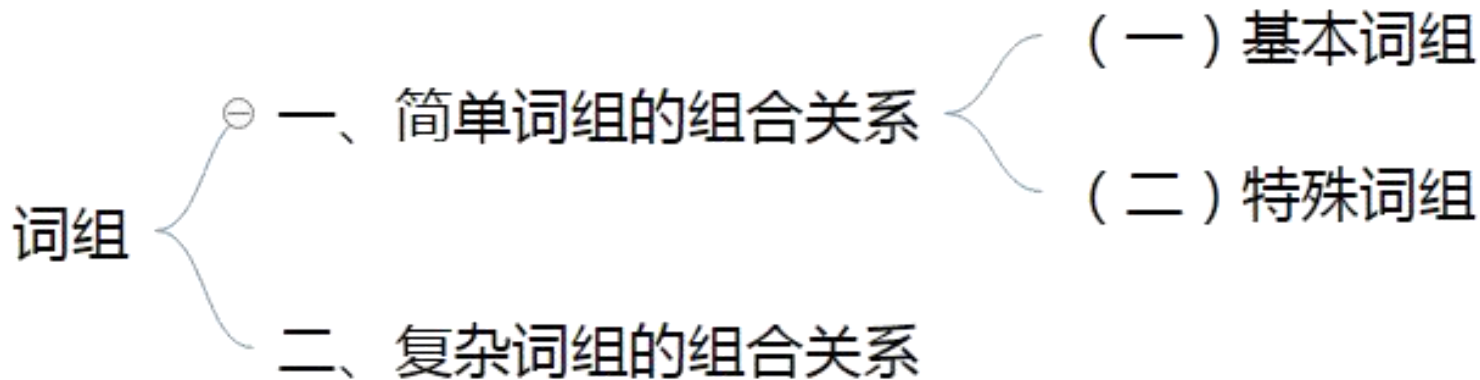 词组
一、简单词组的组合关系
（一）基本词组
（二）特殊词组
二、复杂词组的组合关系